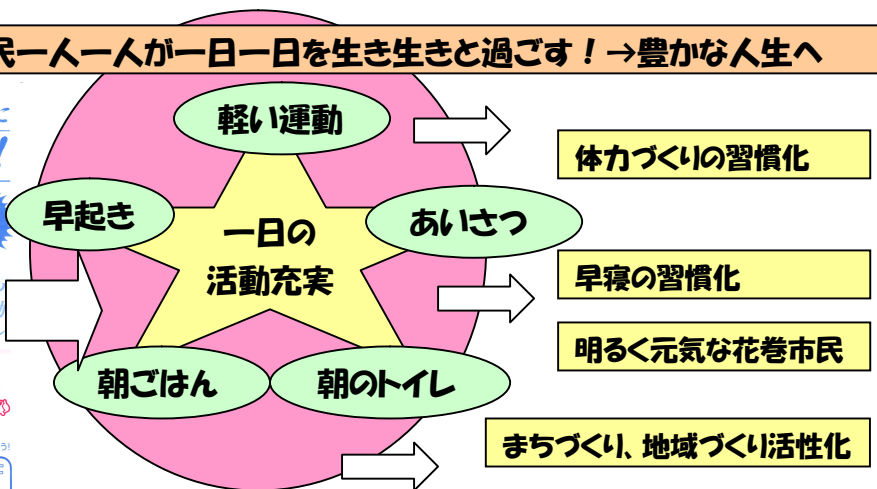 民一人一人が一日一日を生き生きと過ごす！→豊かな人生へ
軽い運動
体力づくりの習慣化
早起き
あいさつ
一日の
活動充実
早寝の習慣化
明るく元気な花巻市民
朝ごはん
朝のトイレ
まちづくり、地域づくり活性化